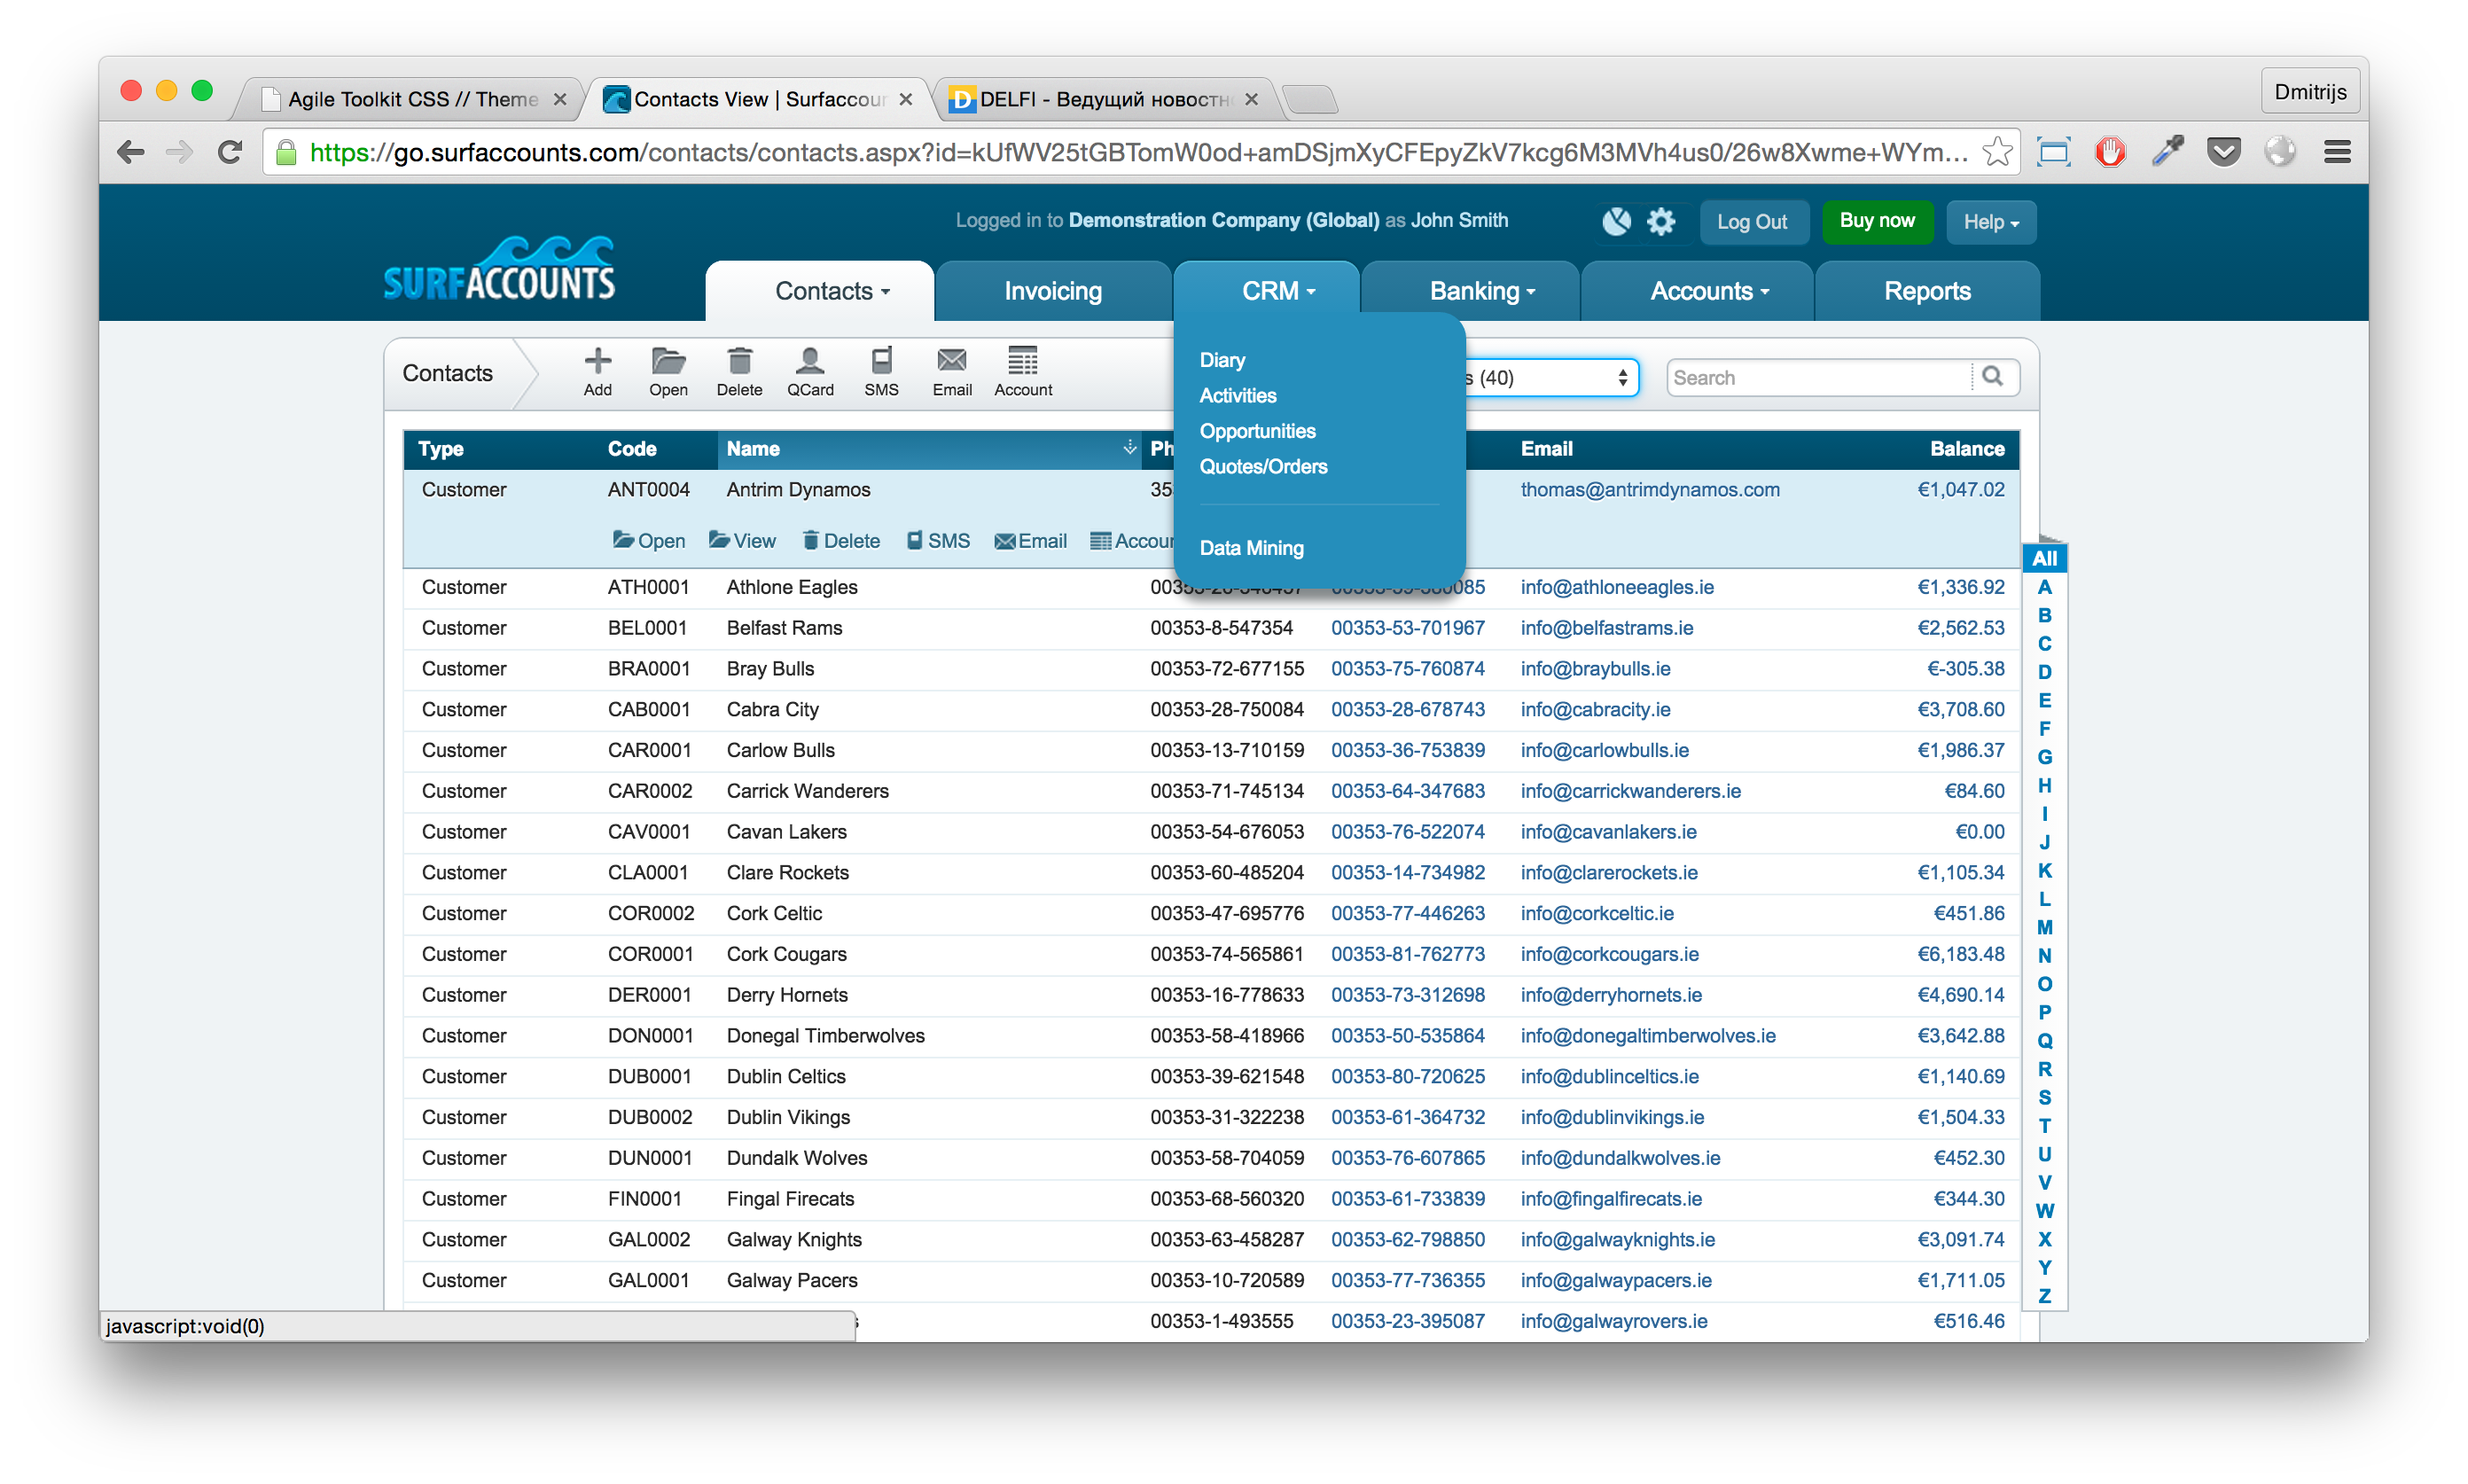 Agile Toolkit CSS // Theme
Contacts View | Surfaccour
DELFI - Ведущий новостн
Dmitrijs
https://go.surfaccounts.com/contacts/contacts.aspx?id=kUfWV25tGBTomW0od+amDSjmXyCFEpyZkV7kcg6M3MVh4us0/26w8Xwme+WYm...
Logged in to Demonstration Company (Global) as John Smith
Log Out
Buy now
Help
SURFACCOUNTS
Contacts
Invoicing
CRM
Banking
Accounts
Reports
Contacts
Add
Open
Delete
QCard
SMS
Email
Account
s (40)
Search
Diary
Activities
Opportunities
Quotes/Orders
Data Mining
Type Code Name Ph Email Balance
Customer ANT0004 Antrim Dynamos 35 thomas@antrimdynamos.com €1,047.02
Open View Delete SMS Email Accour
Customer ATH0001 Athlone Eagles info@athloneeagles.ie €1,336.92
Customer BEL0001 Belfast Rams 00353-8-547354 00353-53-701967 info@belfastrams.ie €2,562.53
Customer BRA0001 Bray Bulls 00353-72-677155 00353-75-760874 info@braybulls.ie €-305.38
Customer CAB0001 Cabra City 00353-28-750084 00353-28-678743 info@cabracity.ie €3,708.60
Customer CAR0001 Carlow Bulls 00353-13-710159 00353-36-753839 info@carlowbulls.ie €1,986.37
Customer CAR0002 Carrick Wanderers 00353-71-745134 00353-64-347683 info@carrickwanderers.ie €84.60
Customer CAV0001 Cavan Lakers 00353-54-676053 00353-76-522074 info@cavanlakers.ie €0.00
Customer CLA0001 Clare Rockets 00353-60-485204 00353-14-734982 info@clarerockets.ie €1,105.34
Customer COR0002 Cork Celtic 00353-47-695776 00353-77-446263 info@corkceltic.ie €451.86
Customer COR0001 Cork Cougars 00353-74-565861 00353-81-762773 info@corkcougars.ie €6,183.48
Customer DER0001 Derry Hornets 00353-16-778633 00353-73-312698 info@derryhornets.ie €4,690.14
Customer DON0001 Donegal Timberwolves 00353-58-418966 00353-50-535864 info@donegaltimberwolves.ie €3,642.88
Customer DUB0001 Dublin Celtics 00353-39-621548 00353-80-720625 info@dublinceltics.ie €1,140.69
Customer DUB0002 Dublin Vikings 00353-31-322238 00353-61-364732 info@dublinvikings.ie €1,504.33
Customer DUN0001 Dundalk Wolves 00353-58-704059 00353-76-607865 info@dundalkwolves.ie €452.30
Customer FIN0001 Fingal Firecats 00353-68-560320 00353-61-733839 info@fingalfirecats.ie €344.30
Customer GAL0002 Galway Knights 00353-63-458287 00353-62-798850 info@galwayknights.ie €3,091.74
Customer GAL0001 Galway Pacers 00353-10-720589 00353-77-736355 info@galwaypacers.ie €1,711.05
00353-1-493555 00353-23-395087 info@galwayrovers.ie €516.46
All
A
B
C
D
E
F
G
H
I
J
K
L
M
N
O
P
Q
R
S
T
U
V
W
X
Y
Z
javascript:void(0)